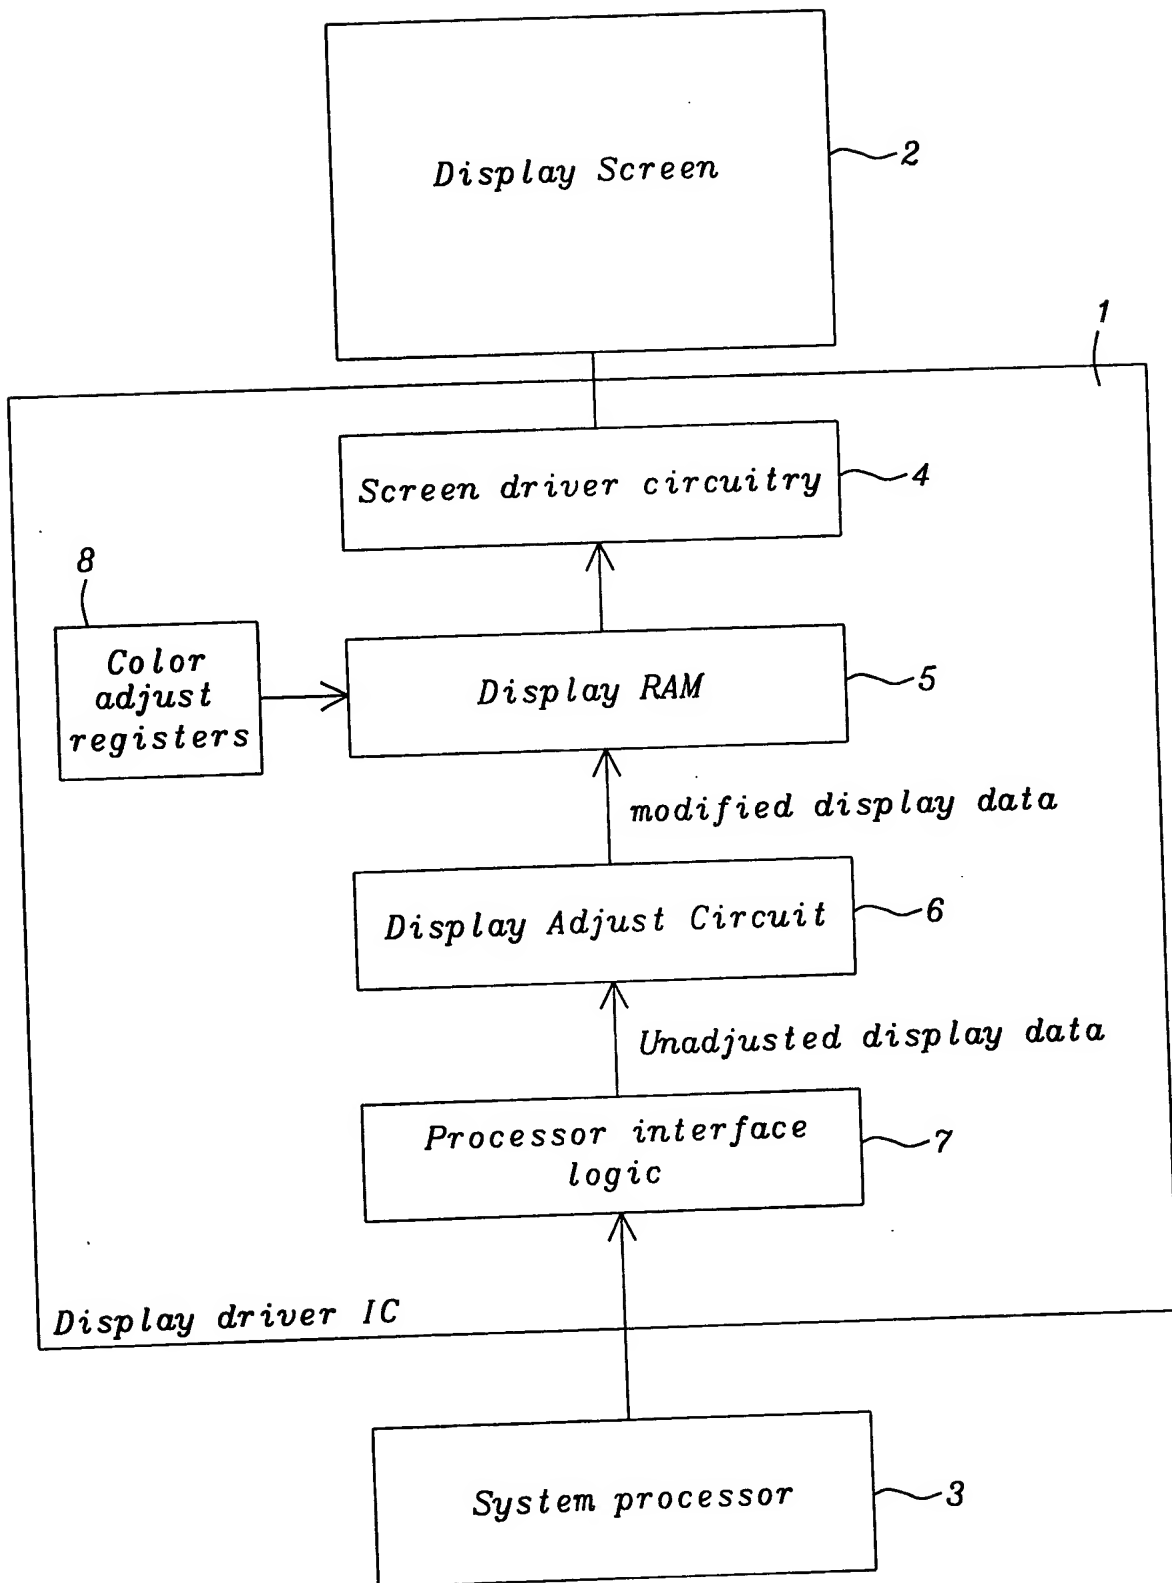 Display Screen
2
1
Screen driver circuitry
4
8
Color
adjust
registers
Display RAM
5
modified display data
Display Adjust Circuit
6
Unadjusted display data
Processor interface
logic
7
Display driver IC
System processor
3